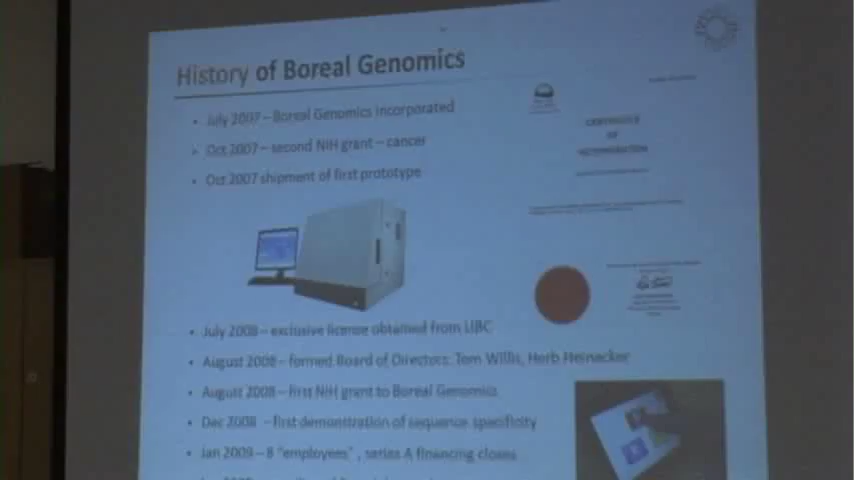 History of Boreal Genomics
• July 2007 – Boreal Genomics incorporated
• Oct 2007 – second NIH grant – cancer
• Oct 2007 shipment of first prototype
CERTIFICATE
OF
INCORPORATION
• July 2008 – exclusive license obtained from UBC
• August 2008 – formed Board of Directors: Tom Willis, Herb Heinecker
• August 2008 – first NIH grant to Boreal Genomics
• Dec 2008 – first demonstration of sequence specificity
• Jan 2009 – 8 "employees", series A financing closes